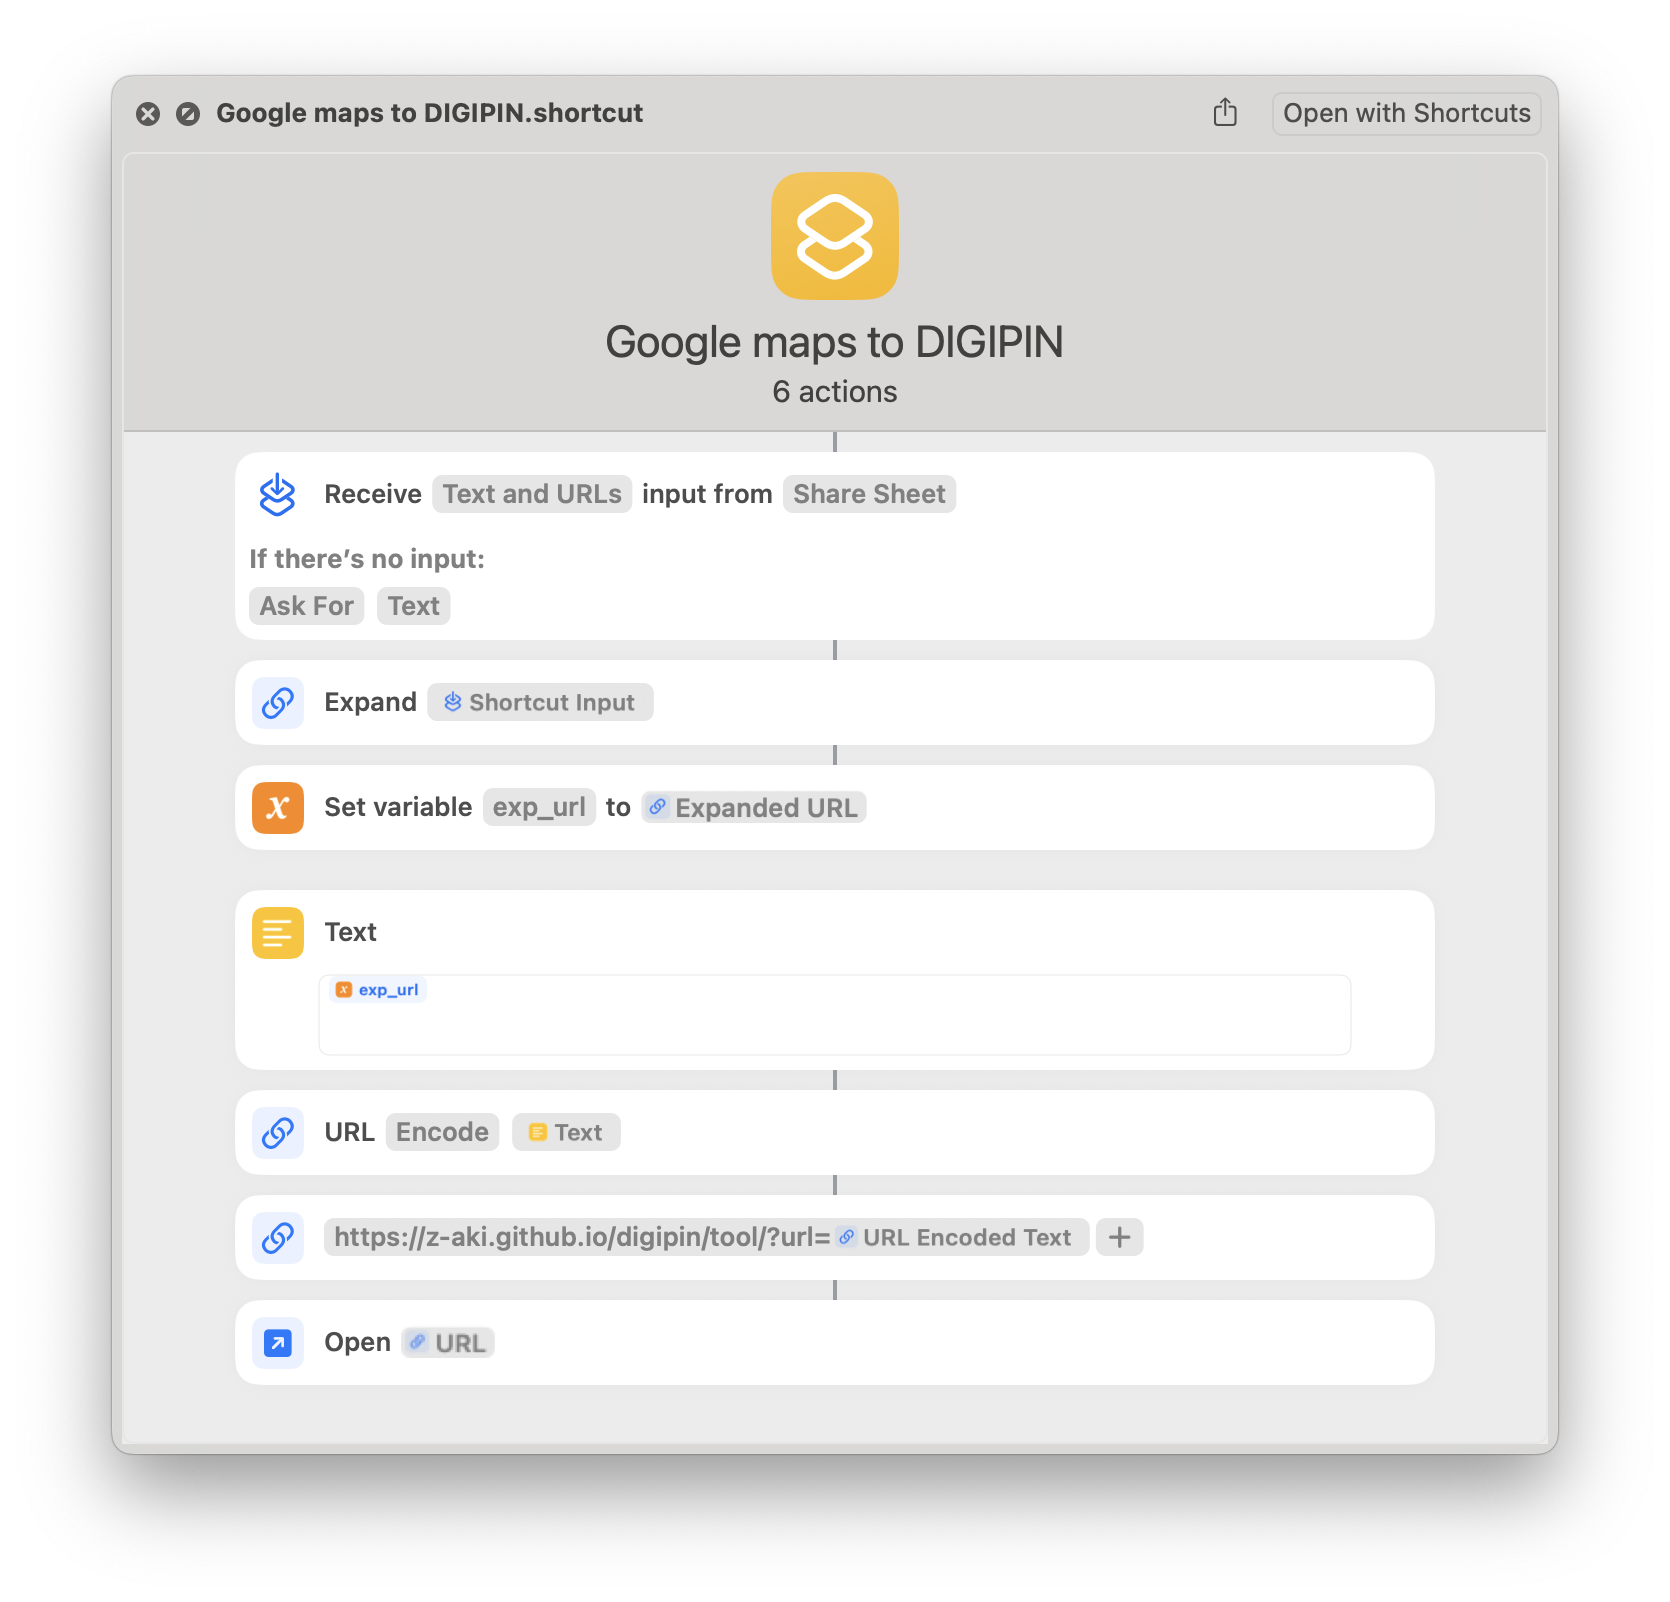 Google maps to DIGIPIN.shortcut
Open with Shortcuts
Google maps to DIGIPIN
6 actions
Receive Text and URLs input from Share Sheet
If there’s no input:
Ask For Text
Expand Shortcut Input
x Set variable exp_url to Expanded URL
Text
x exp_url
URL Encode Text
https://z-aki.github.io/digipin/tool/?url= URL Encoded Text +
Open URL